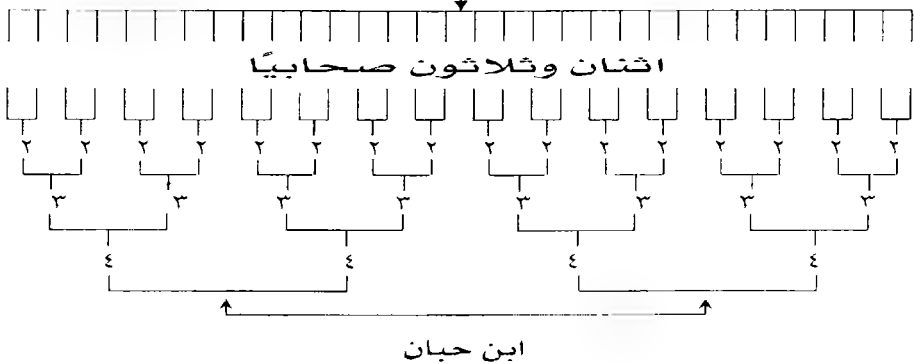 اثنان وثلاثون صحابيًا
٢ ٢ ٢ ٢ ٢ ٢ ٢ ٢ ٢ ٢ ٢ ٢ ٢ ٢ ٢ ٢
٣ ٣ ٣ ٣ ٣ ٣ ٣ ٣
٤ ٤ ٤ ٤
ابن حبان